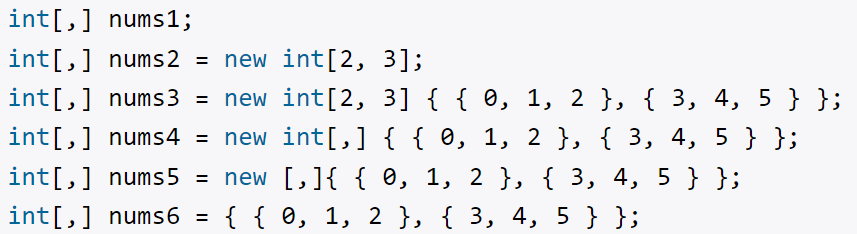 int[,] nums1;
int[,] nums2 = new int[2, 3];
int[,] nums3 = new int[2, 3] { { 0, 1, 2 }, { 3, 4, 5 } };
int[,] nums4 = new int[,] { { 0, 1, 2 }, { 3, 4, 5 } };
int[,] nums5 = new [,]{ { 0, 1, 2 }, { 3, 4, 5 } };
int[,] nums6 = { { 0, 1, 2 }, { 3, 4, 5 } };